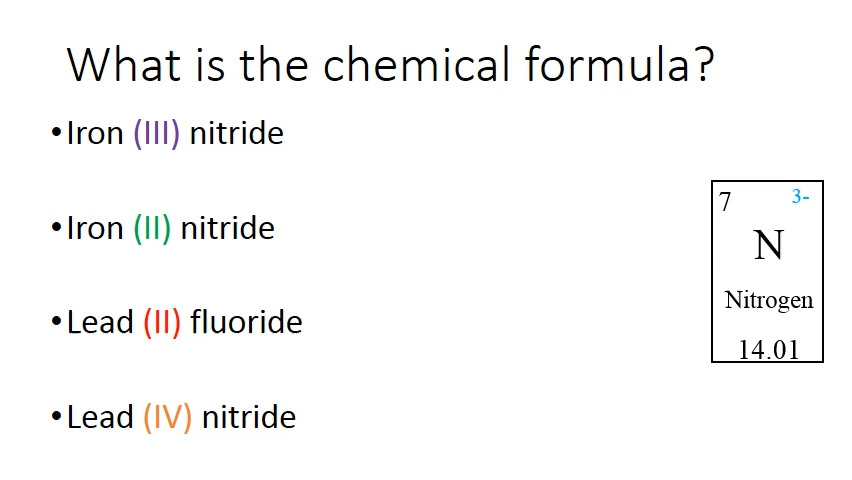 What is the chemical formula?
•Iron (III) nitride
•Iron (II) nitride
•Lead (II) fluoride
•Lead (IV) nitride
7 3-
N
Nitrogen
14.01